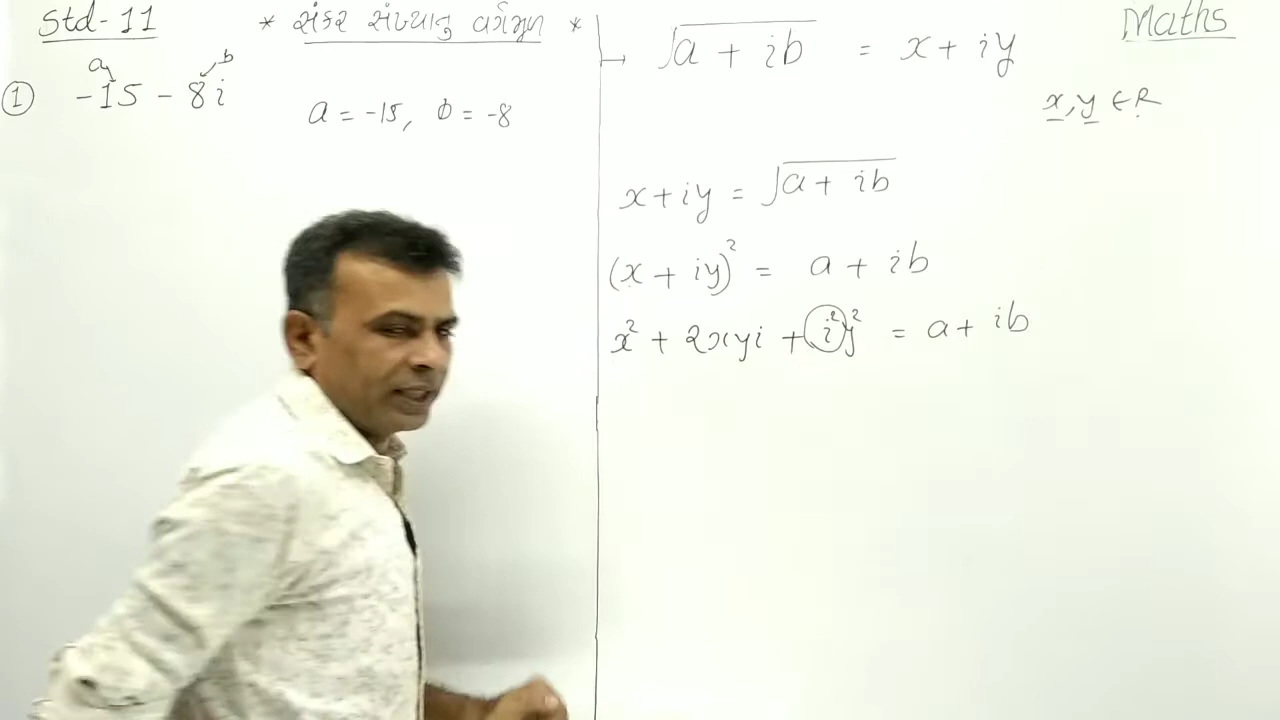 Std-11
* સંકર સંખ્યાનું વર્ગમૂળ *
Maths
a b
① -15 - 8i
a = -15, b = -8
→ √(a + ib) = x + iy
x, y ∈ R
x + iy = √(a + ib)
(x + iy)² = a + ib
x² + 2xyi + i²y² = a + ib